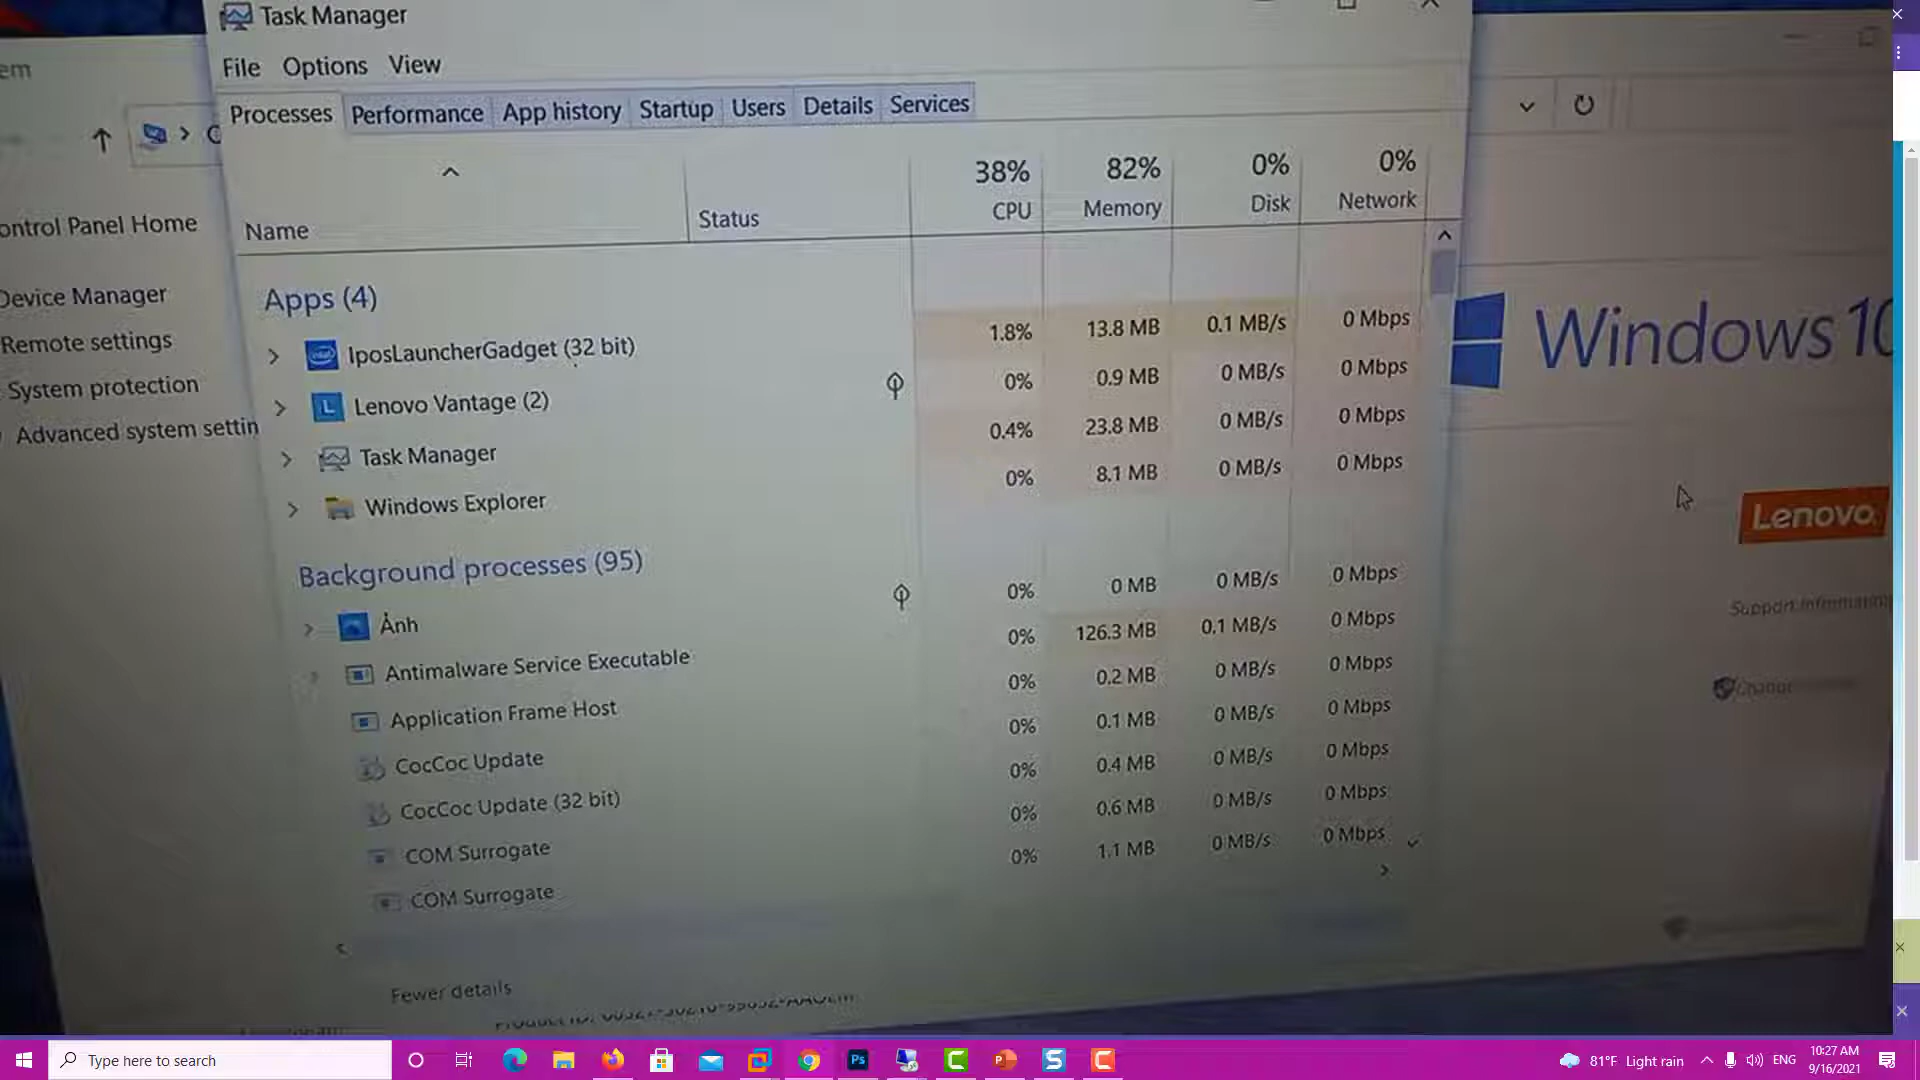 Task Manager
File Options View
Processes Performance App history Startup Users Details Services
38% 82% 0% 0%
Name Status CPU Memory Disk Network
Apps (4)
IposLauncherGadget (32 bit) 1.8% 13.8 MB 0.1 MB/s 0 Mbps
Lenovo Vantage (2) 0% 0.9 MB 0 MB/s 0 Mbps
Task Manager 0.4% 23.8 MB 0 MB/s 0 Mbps
Windows Explorer 0% 8.1 MB 0 MB/s 0 Mbps
Background processes (95)
Ảnh 0% 0 MB 0 MB/s 0 Mbps
Antimalware Service Executable 0% 126.3 MB 0.1 MB/s 0 Mbps
Application Frame Host 0% 0.2 MB 0 MB/s 0 Mbps
CocCoc Update 0% 0.1 MB 0 MB/s 0 Mbps
CocCoc Update (32 bit) 0% 0.4 MB 0 MB/s 0 Mbps
COM Surrogate 0% 0.6 MB 0 MB/s 0 Mbps
COM Surrogate 0% 1.1 MB 0 MB/s 0 Mbps
Fewer details
em
ontrol Panel Home
Device Manager
Remote settings
System protection
Advanced system settin
Windows 10
Lenovo
Support Information
Type here to search
Ps
81°F Light rain
ENG
10:27 AM
9/16/2021